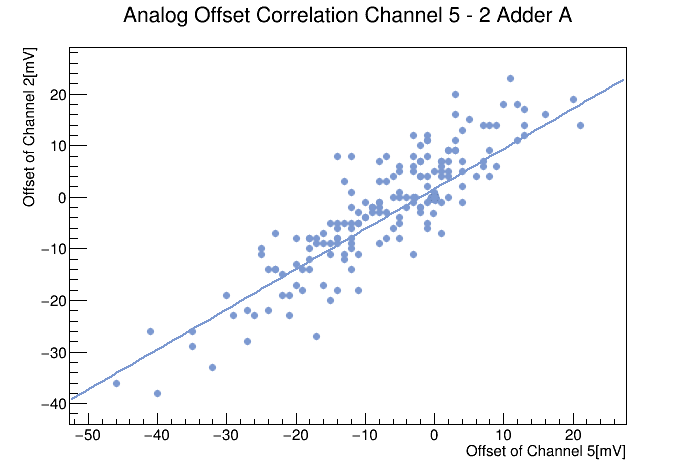 Analog Offset Correlation Channel 5 - 2 Adder A
Offset of Channel 2[mV]
20
10
0
−10
−20
−30
−40
−50 −40 −30 −20 −10 0 10 20
Offset of Channel 5[mV]